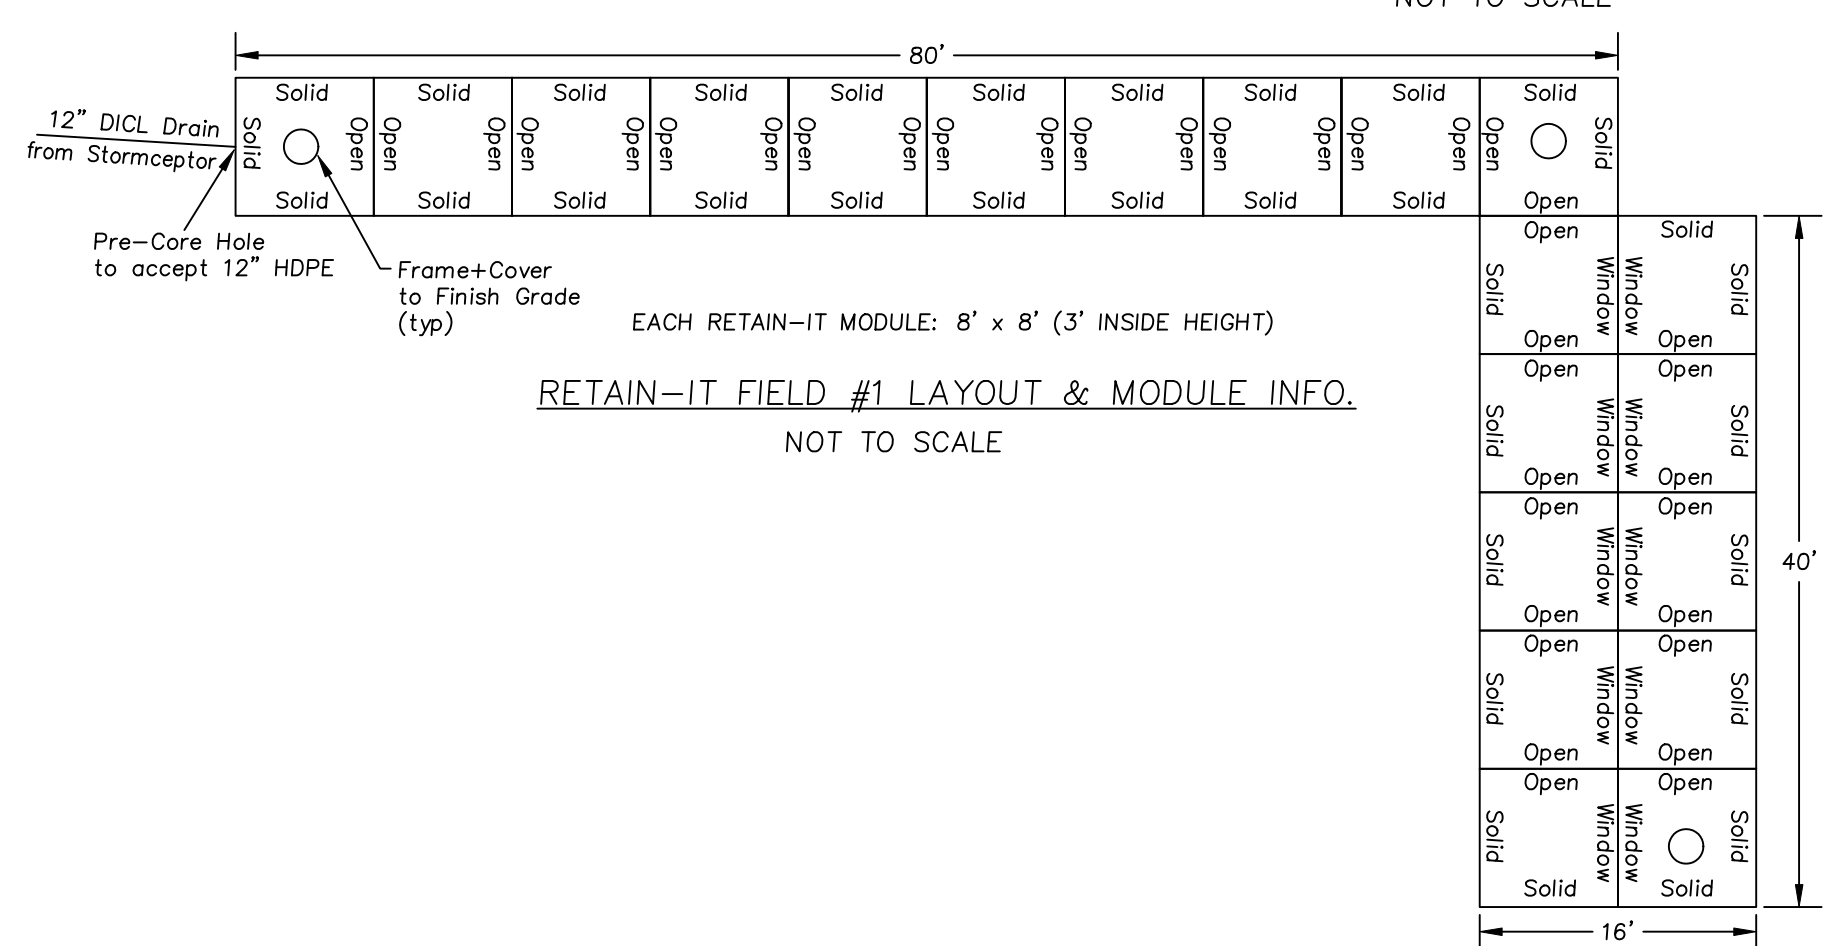 NOT TO SCALE
80'
Solid Solid Solid Solid Solid Solid Solid Solid Solid Solid
12" DICL Drain
from Stormceptor
Solid Open Open Open Open Open Open Open Open Open Open Open Open Open Open Open Open Open Open Solid
Solid Solid Solid Solid Solid Solid Solid Solid Solid Open
Pre-Core Hole
to accept 12" HDPE
Frame+Cover
to Finish Grade
(typ)
EACH RETAIN-IT MODULE: 8' x 8' (3' INSIDE HEIGHT)
RETAIN-IT FIELD #1 LAYOUT & MODULE INFO.
NOT TO SCALE
Open Solid
Solid Window Window Solid
Open Open
Open Open
Solid Window Window Solid
Open Open
Open Open
Solid Window Window Solid
Open Open
40'
Open Open
Solid Window Window Solid
Open Open
Open Open
Solid Window Window Solid
Solid Solid
16'